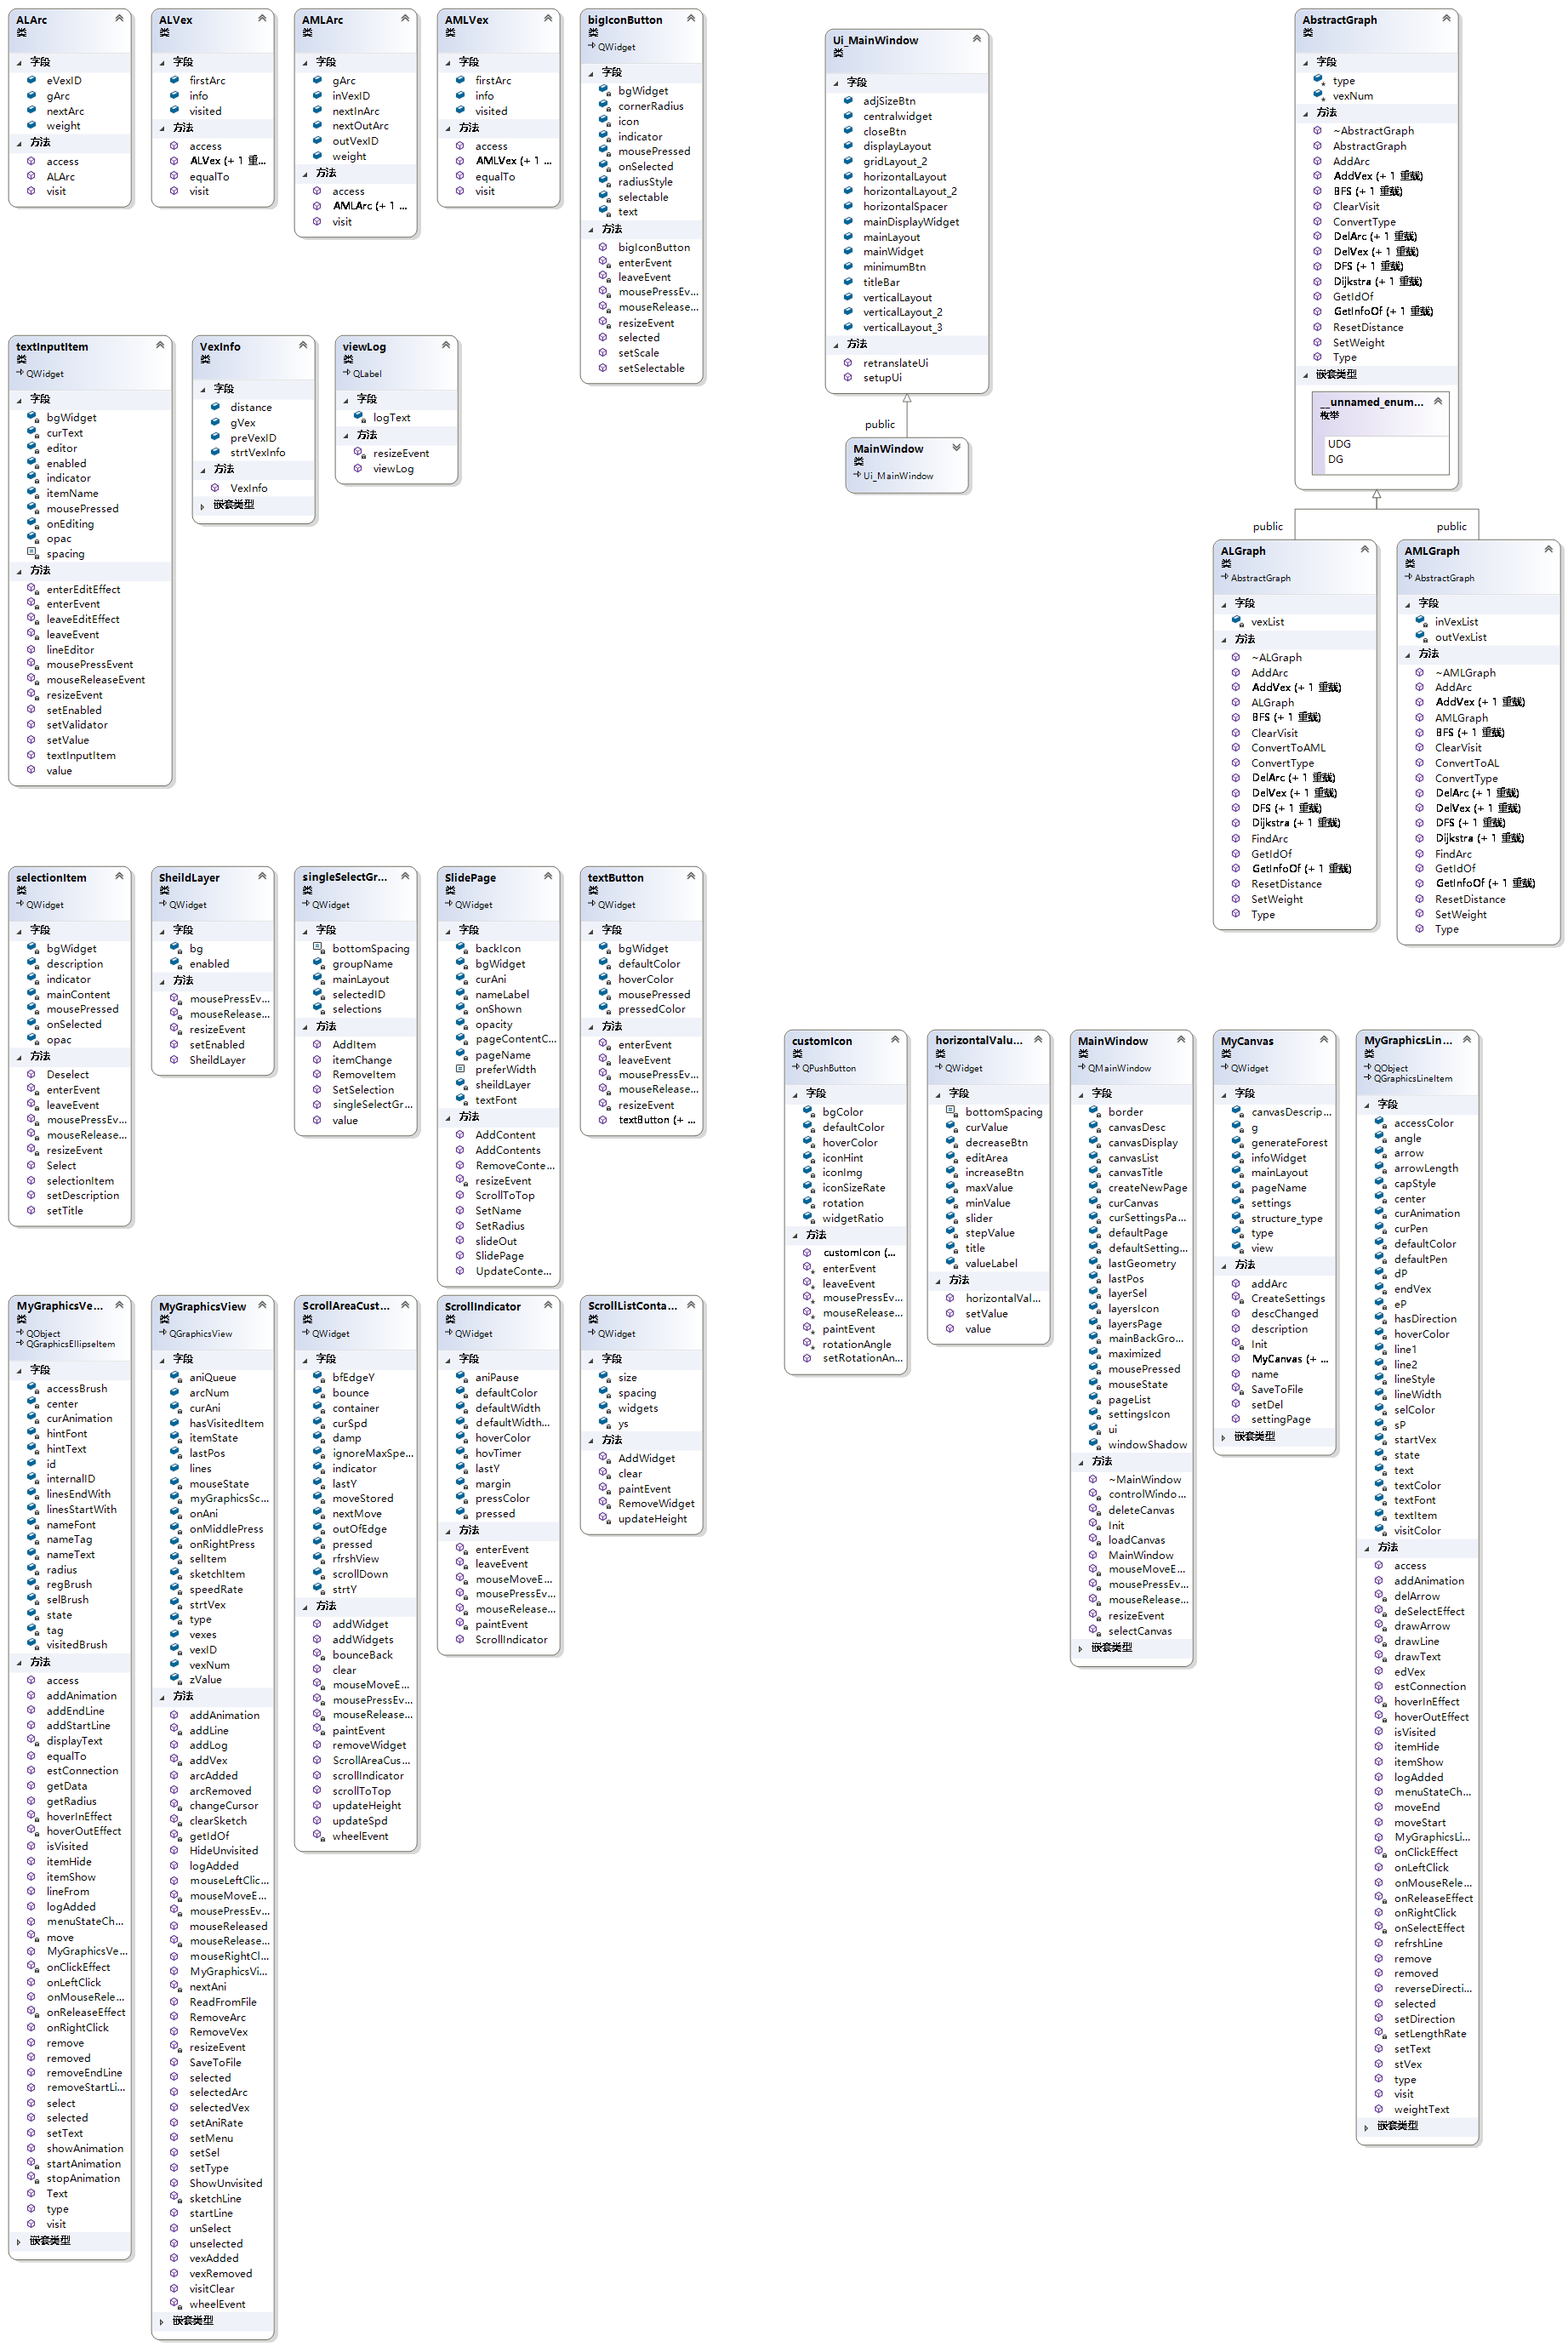 ALArc
类
字段
eVexID
gArc
nextArc
weight
方法
access
ALArc
visit
ALVex
类
字段
firstArc
info
visited
方法
access
ALVex (+ 1 重...
equalTo
visit
AMLArc
类
字段
gArc
inVexID
nextInArc
nextOutArc
outVexID
weight
方法
access
AMLArc (+ 1 ...
visit
AMLVex
类
字段
firstArc
info
visited
方法
access
AMLVex (+ 1 ...
equalTo
visit
bigIconButton
类
QWidget
字段
bgWidget
cornerRadius
icon
indicator
mousePressed
onSelected
radiusStyle
selectable
text
方法
bigIconButton
enterEvent
leaveEvent
mousePressEv...
mouseRelease...
resizeEvent
selected
setScale
setSelectable
Ui_MainWindow
类
字段
adjSizeBtn
centralwidget
closeBtn
displayLayout
gridLayout_2
horizontalLayout
horizontalLayout_2
horizontalSpacer
mainDisplayWidget
mainLayout
mainWidget
minimumBtn
titleBar
verticalLayout
verticalLayout_2
verticalLayout_3
方法
retranslateUi
setupUi
public
MainWindow
类
Ui_MainWindow
AbstractGraph
类
字段
type
vexNum
方法
~AbstractGraph
AbstractGraph
AddArc
AddVex (+ 1 重载)
BFS (+ 1 重载)
ClearVisit
ConvertType
DelArc (+ 1 重载)
DelVex (+ 1 重载)
DFS (+ 1 重载)
Dijkstra (+ 1 重载)
GetIdOf
GetInfoOf (+ 1 重载)
ResetDistance
SetWeight
Type
嵌套类型
__unnamed_enum...
枚举
UDG
DG
public
public
ALGraph
类
AbstractGraph
字段
vexList
方法
~ALGraph
AddArc
AddVex (+ 1 重载)
ALGraph
BFS (+ 1 重载)
ClearVisit
ConvertToAML
ConvertType
DelArc (+ 1 重载)
DelVex (+ 1 重载)
DFS (+ 1 重载)
Dijkstra (+ 1 重载)
FindArc
GetIdOf
GetInfoOf (+ 1 重载)
ResetDistance
SetWeight
Type
AMLGraph
类
AbstractGraph
字段
inVexList
outVexList
方法
~AMLGraph
AddArc
AddVex (+ 1 重载)
AMLGraph
BFS (+ 1 重载)
ClearVisit
ConvertToAL
ConvertType
DelArc (+ 1 重载)
DelVex (+ 1 重载)
DFS (+ 1 重载)
Dijkstra (+ 1 重载)
FindArc
GetIdOf
GetInfoOf (+ 1 重载)
ResetDistance
SetWeight
Type
textInputItem
类
QWidget
字段
bgWidget
curText
editor
enabled
indicator
itemName
mousePressed
onEditing
opac
spacing
方法
enterEditEffect
enterEvent
leaveEditEffect
leaveEvent
lineEditor
mousePressEvent
mouseReleaseEvent
resizeEvent
setEnabled
setValidator
setValue
textInputItem
value
VexInfo
类
字段
distance
gVex
preVexID
strtVexInfo
方法
VexInfo
嵌套类型
viewLog
类
QLabel
字段
logText
方法
resizeEvent
viewLog
selectionItem
类
QWidget
字段
bgWidget
description
indicator
mainContent
mousePressed
onSelected
opac
方法
Deselect
enterEvent
leaveEvent
mousePressEv...
mouseRelease...
resizeEvent
Select
selectionItem
setDescription
setTitle
SheildLayer
类
QWidget
字段
bg
enabled
方法
mousePressEv...
mouseRelease...
resizeEvent
setEnabled
SheildLayer
singleSelectGr...
类
QWidget
字段
bottomSpacing
groupName
mainLayout
selectedID
selections
方法
AddItem
itemChange
RemoveItem
SetSelection
singleSelectGr...
value
SlidePage
类
QWidget
字段
backIcon
bgWidget
curAni
nameLabel
onShown
opacity
pageContentC...
pageName
preferWidth
sheildLayer
textFont
方法
AddContent
AddContents
RemoveConte...
resizeEvent
ScrollToTop
SetName
SetRadius
slideOut
SlidePage
UpdateConte...
textButton
类
QWidget
字段
bgWidget
defaultColor
hoverColor
mousePressed
pressedColor
方法
enterEvent
leaveEvent
mousePressEv...
mouseRelease...
resizeEvent
textButton (+ ...
customIcon
类
QPushButton
字段
bgColor
defaultColor
hoverColor
iconHint
iconImg
iconSizeRate
rotation
widgetRatio
方法
customIcon (...
enterEvent
leaveEvent
mousePressEv...
mouseRelease...
paintEvent
rotationAngle
setRotationAn...
horizontalValu...
类
QWidget
字段
bottomSpacing
curValue
decreaseBtn
editArea
increaseBtn
maxValue
minValue
slider
stepValue
title
valueLabel
方法
horizontalVal...
setValue
value
MainWindow
类
QMainWindow
字段
border
canvasDesc
canvasDisplay
canvasList
canvasTitle
createNewPage
curCanvas
curSettingsPa...
defaultPage
defaultSetting...
lastGeometry
lastPos
layerSel
layersIcon
layersPage
mainBackGro...
maximized
mousePressed
mouseState
pageList
settingsIcon
ui
windowShadow
方法
~MainWindow
controlWindo...
deleteCanvas
Init
loadCanvas
MainWindow
mouseMoveE...
mousePressEv...
mouseRelease...
resizeEvent
selectCanvas
嵌套类型
MyCanvas
类
QWidget
字段
canvasDescrip...
g
generateForest
infoWidget
mainLayout
pageName
settings
structure_type
type
view
方法
addArc
CreateSettings
descChanged
description
Init
MyCanvas (+ ...
name
SaveToFile
setDel
settingPage
嵌套类型
MyGraphicsLin...
类
QObject
QGraphicsLineItem
字段
accessColor
angle
arrow
arrowLength
capStyle
center
curAnimation
curPen
defaultColor
defaultPen
dP
endVex
eP
hasDirection
hoverColor
line1
line2
lineStyle
lineWidth
selColor
sP
startVex
state
text
textColor
textFont
textItem
visitColor
方法
access
addAnimation
delArrow
deSelectEffect
drawArrow
drawLine
drawText
edVex
estConnection
hoverInEffect
hoverOutEffect
isVisited
itemHide
itemShow
logAdded
menuStateCh...
moveEnd
moveStart
MyGraphicsLi...
onClickEffect
onLeftClick
onMouseRele...
onReleaseEffect
onRightClick
onSelectEffect
refrshLine
remove
removed
reverseDirecti...
selected
setDirection
setLengthRate
setText
stVex
type
visit
weightText
嵌套类型
MyGraphicsVe...
类
QObject
QGraphicsEllipseItem
字段
accessBrush
center
curAnimation
hintFont
hintText
id
internalID
linesEndWith
linesStartWith
nameFont
nameTag
nameText
radius
regBrush
selBrush
state
tag
visitedBrush
方法
access
addAnimation
addEndLine
addStartLine
displayText
equalTo
estConnection
getData
getRadius
hoverInEffect
hoverOutEffect
isVisited
itemHide
itemShow
lineFrom
logAdded
menuStateCh...
move
MyGraphicsVe...
onClickEffect
onLeftClick
onMouseRele...
onReleaseEffect
onRightClick
remove
removed
removeEndLine
removeStartLi...
select
selected
setText
showAnimation
startAnimation
stopAnimation
Text
type
visit
嵌套类型
MyGraphicsView
类
QGraphicsView
字段
aniQueue
arcNum
curAni
hasVisitedItem
itemState
lastPos
lines
mouseState
myGraphicsSc...
onAni
onMiddlePress
onRightPress
selItem
sketchItem
speedRate
strtVex
type
vexes
vexID
vexNum
zValue
方法
addAnimation
addLine
addLog
addVex
arcAdded
arcRemoved
changeCursor
clearSketch
getIdOf
HideUnvisited
logAdded
mouseLeftClic...
mouseMoveE...
mousePressEv...
mouseReleased
mouseRelease...
mouseRightCl...
MyGraphicsVi...
nextAni
ReadFromFile
RemoveArc
RemoveVex
resizeEvent
SaveToFile
selected
selectedArc
selectedVex
setAniRate
setMenu
setSel
setType
ShowUnvisited
sketchLine
startLine
unSelect
unselected
vexAdded
vexRemoved
visitClear
wheelEvent
嵌套类型
ScrollAreaCust...
类
QWidget
字段
bfEdgeY
bounce
container
curSpd
damp
ignoreMaxSpe...
indicator
lastY
moveStored
nextMove
outOfEdge
pressed
rfrshView
scrollDown
strtY
方法
addWidget
addWidgets
bounceBack
clear
mouseMoveE...
mousePressEv...
mouseRelease...
paintEvent
removeWidget
ScrollAreaCus...
scrollIndicator
scrollToTop
updateHeight
updateSpd
wheelEvent
ScrollIndicator
类
QWidget
字段
aniPause
defaultColor
defaultWidth
defaultWidth...
hoverColor
hovTimer
lastY
margin
pressColor
pressed
方法
enterEvent
leaveEvent
mouseMoveE...
mousePressEv...
mouseRelease...
paintEvent
ScrollIndicator
ScrollListConta...
类
QWidget
字段
size
spacing
widgets
ys
方法
AddWidget
clear
paintEvent
RemoveWidget
updateHeight